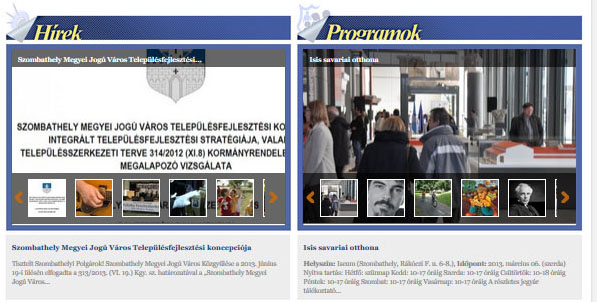 Hírek
Szombathely Megyei Jogú Város Településfejlesztési...
SZOMBATHELY MEGYEI JOGÚ VÁROS TELEPÜLÉSFEJLESZTÉSI KO
INTEGRÁLT TELEPÜLÉSFEJLESZTÉSI STRATÉGIÁJA, VALA
TELEPÜLÉSSZERKEZETI TERVE 314/2012 (XI.8) KORMÁNYRENDELE
MEGALAPOZÓ VIZSGÁLATA
Szombathely Megyei Jogú Város Településfejlesztési koncepciója
Tisztelt Szombathelyi Polgárok! Szombathely Megyei Jogú Város Közgyűlése a 2013. június
19-i ülésén elfogadta a 313/2013. (VI. 19.) Kgy. sz. határozatával a „Szombathely Megyei
Jogú Város...
Programok
Isis savariai otthona
Isis savariai otthona
Helyszín: Iseum (Szombathely, Rákóczi F. u. 6-8.), Időpont: 2013. március 06. (szerda)
Nyitva tartás: Hétfő: szünnap Kedd: 10-17 óráig Szerda: 10-17 óráig Csütörtök: 10-18 óráig
Péntok: 10-17 óráig Szombat: 10-17 óráig Vasárnap: 10-17 óráig A részletes jegyár
tájékoztató...